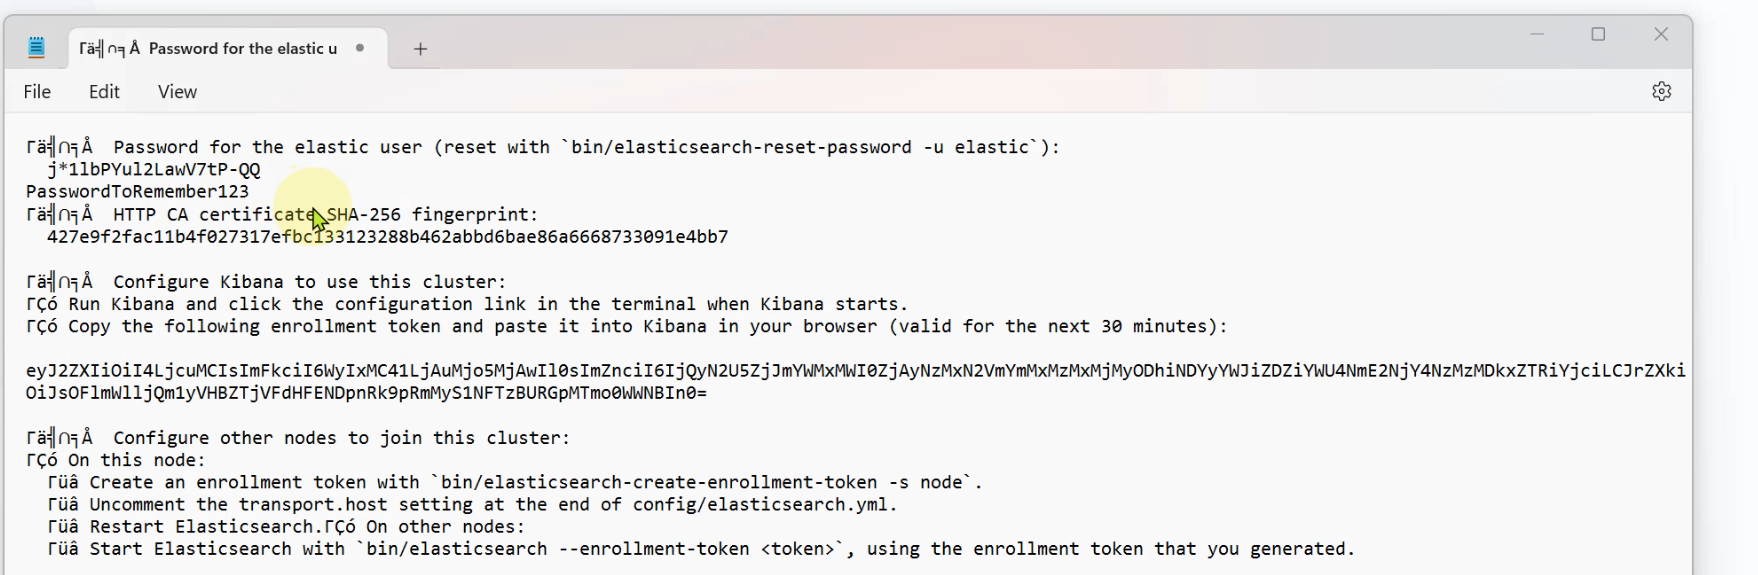 Γä╣∩╕Å Password for the elastic u
File Edit View
Γä╣∩╕Å  Password for the elastic user (reset with `bin/elasticsearch-reset-password -u elastic`):
  j*1lbPYul2LawV7tP-QQ
PasswordToRemember123
Γä╣∩╕Å  HTTP CA certificate SHA-256 fingerprint:
  427e9f2fac11b4f027317efbc133123288b462abbd6bae86a6668733091e4bb7
Γä╣∩╕Å  Configure Kibana to use this cluster:
ΓÇó Run Kibana and click the configuration link in the terminal when Kibana starts.
ΓÇó Copy the following enrollment token and paste it into Kibana in your browser (valid for the next 30 minutes):
eyJ2ZXIiOiI4LjcuMCIsImFkciI6WyIxMC41LjAuMjo5MjAwIl0sImZnciI6IjQyN2U5ZjJmYWMxMWI0ZjAyNzMxN2VmYmMxMzMxMjMyODhiNDYyYWJiZDZiYWU4NmE2NjY4NzMzMDkxZTRiYjciLCJrZXki
OiJsOFlmWlljQm1yVHBZTjVFdHFENDpnRk9pRmMyS1NFTzBURGpMTmo0WWNBIn0=
Γä╣∩╕Å  Configure other nodes to join this cluster:
ΓÇó On this node:
  Γüâ Create an enrollment token with `bin/elasticsearch-create-enrollment-token -s node`.
  Γüâ Uncomment the transport.host setting at the end of config/elasticsearch.yml.
  Γüâ Restart Elasticsearch.ΓÇó On other nodes:
  Γüâ Start Elasticsearch with `bin/elasticsearch --enrollment-token <token>`, using the enrollment token that you generated.